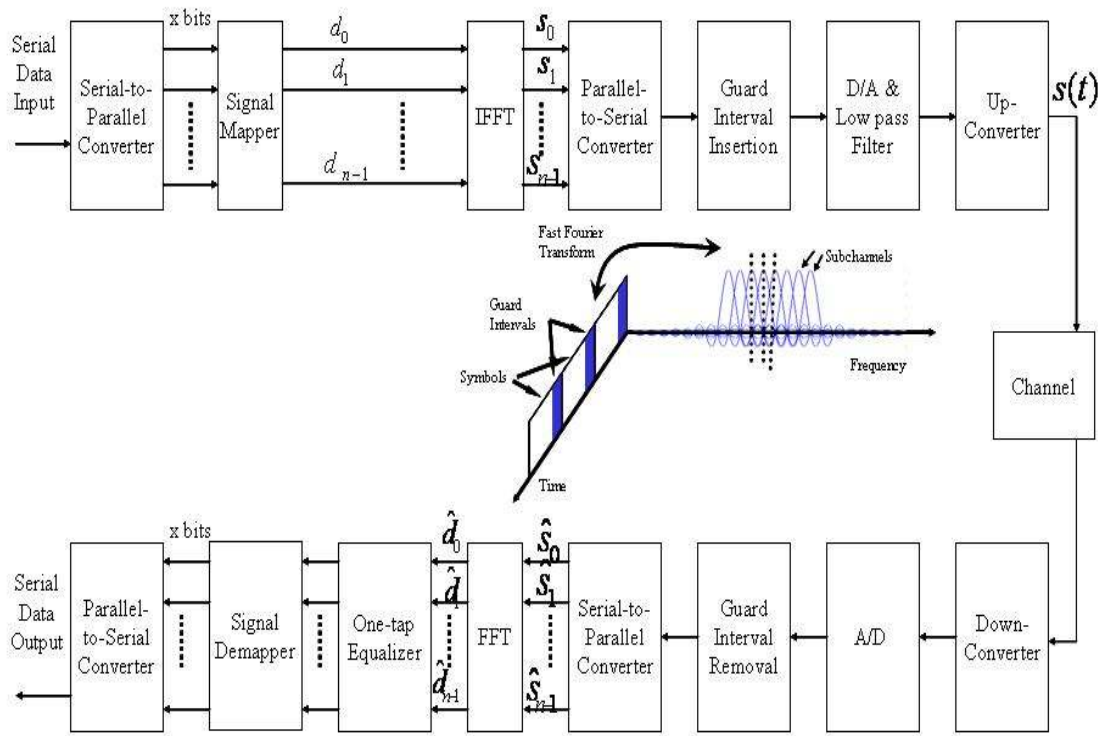 x bits
Serial
Data
Input
Serial-to-
Parallel
Converter
Signal
Mapper
d₀
d₁
d ₙ₋₁
IFFT
s₀
s₁
sₙ₋₁
Parallel-
to-Serial
Converter
Guard
Interval
Insertion
D/A &
Low pass
Filter
Up-
Converter
s(t)
Fast Fourier
Transform
Subchannels
Guard
Intervals
Symbols
Frequency
Time
Channel
x bits
Serial
Data
Output
Parallel-
to-Serial
Converter
Signal
Demapper
One-tap
Equalizer
d̂₀
d̂₁
d̂ₙ₋₁
FFT
ŝ₀
ŝ₁
ŝₙ₋₁
Serial-to-
Parallel
Converter
Guard
Interval
Removal
A/D
Down-
Converter